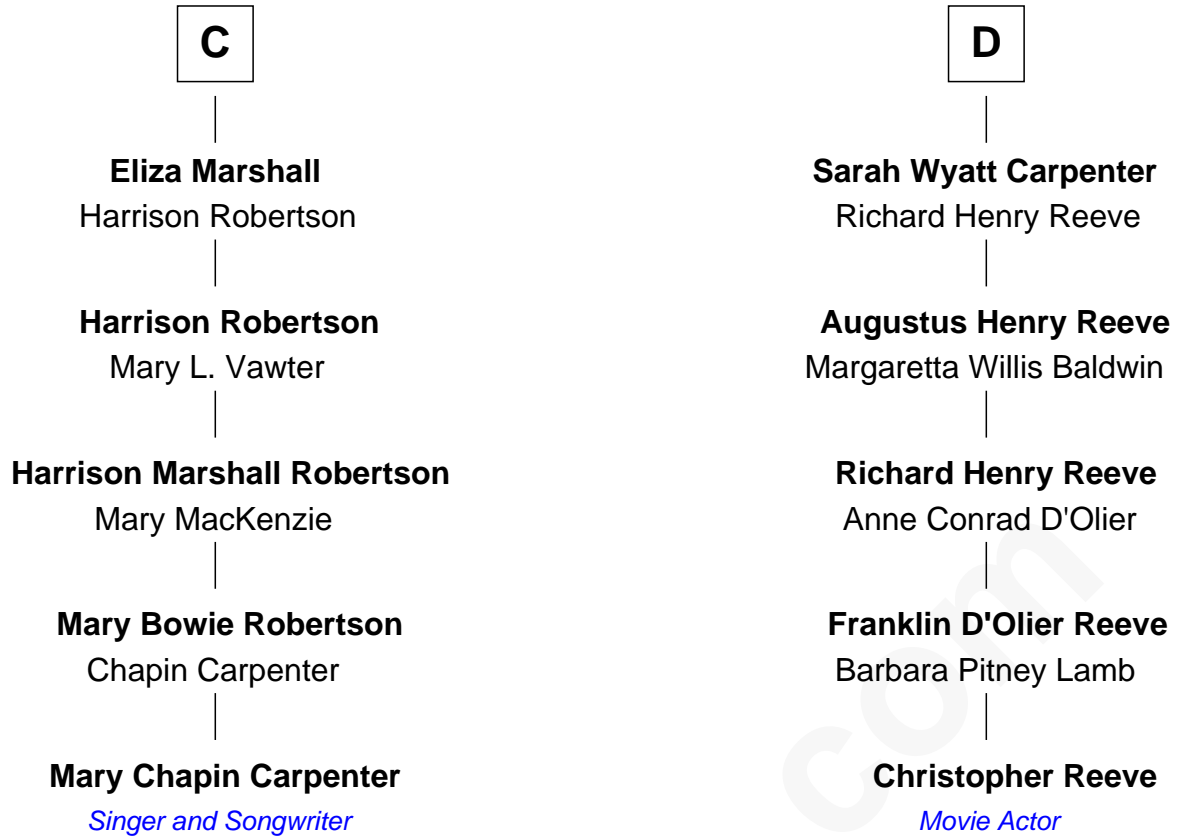 C
Eliza Marshall
Harrison Robertson
Harrison Robertson
Mary L. Vawter
Harrison Marshall Robertson
Mary MacKenzie
Mary Bowie Robertson
Chapin Carpenter
Mary Chapin Carpenter
Singer and Songwriter
D
Sarah Wyatt Carpenter
Richard Henry Reeve
Augustus Henry Reeve
Margaretta Willis Baldwin
Richard Henry Reeve
Anne Conrad D'Olier
Franklin D'Olier Reeve
Barbara Pitney Lamb
Christopher Reeve
Movie Actor
com